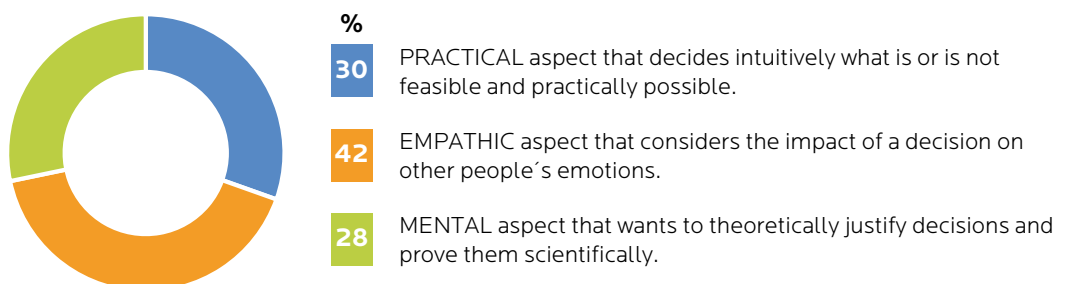 %
30
PRACTICAL aspect that decides intuitively what is or is not
feasible and practically possible.
42
EMPATHIC aspect that considers the impact of a decision on
other people´s emotions.
28
MENTAL aspect that wants to theoretically justify decisions and
prove them scientifically.